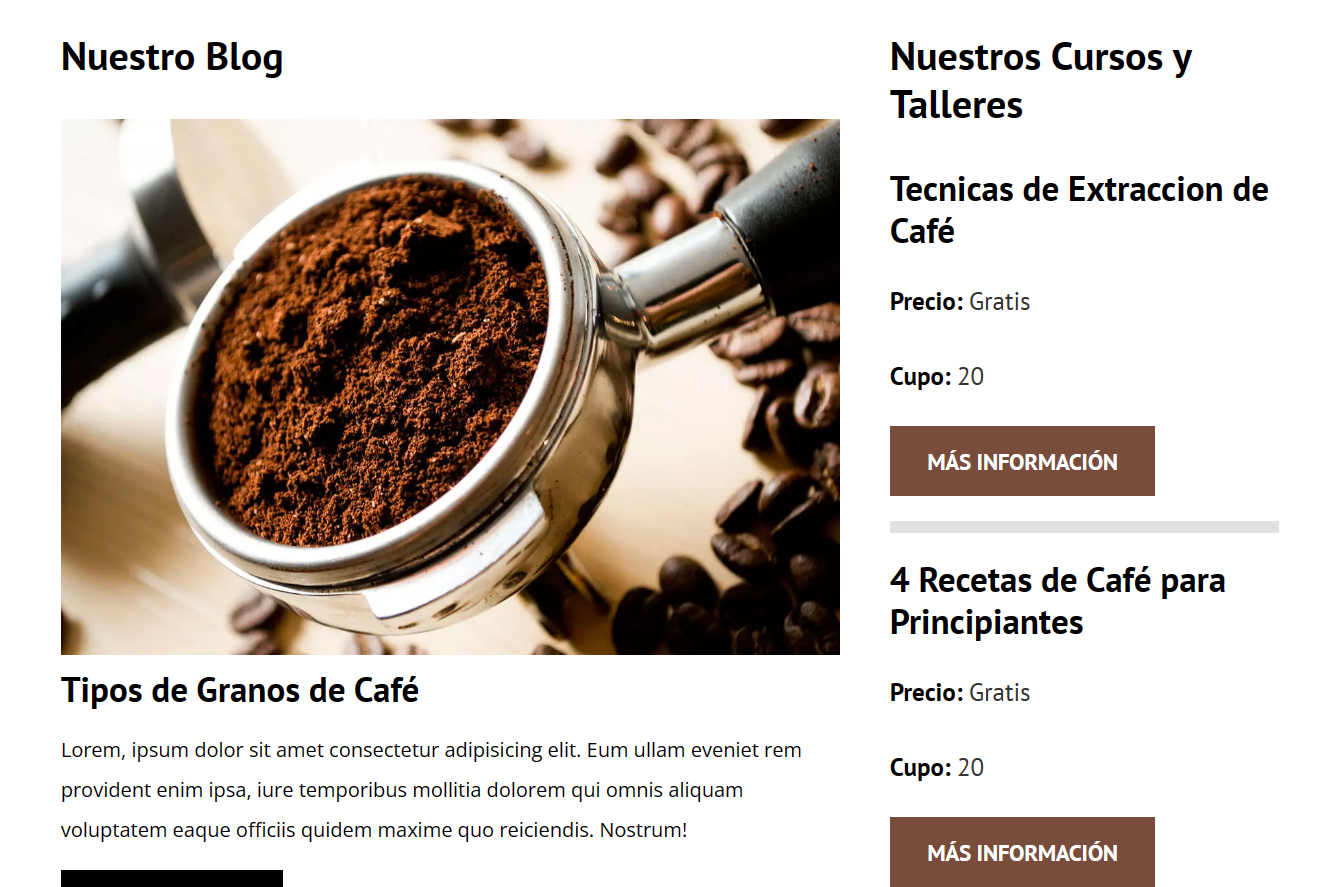 Nuestro Blog
Tipos de Granos de Café
Lorem, ipsum dolor sit amet consectetur adipisicing elit. Eum ullam eveniet rem
provident enim ipsa, iure temporibus mollitia dolorem qui omnis aliquam
voluptatem eaque officiis quidem maxime quo reiciendis. Nostrum!
Nuestros Cursos y
Talleres
Tecnicas de Extraccion de
Café
Precio: Gratis
Cupo: 20
MÁS INFORMACIÓN
4 Recetas de Café para
Principiantes
Precio: Gratis
Cupo: 20
MÁS INFORMACIÓN